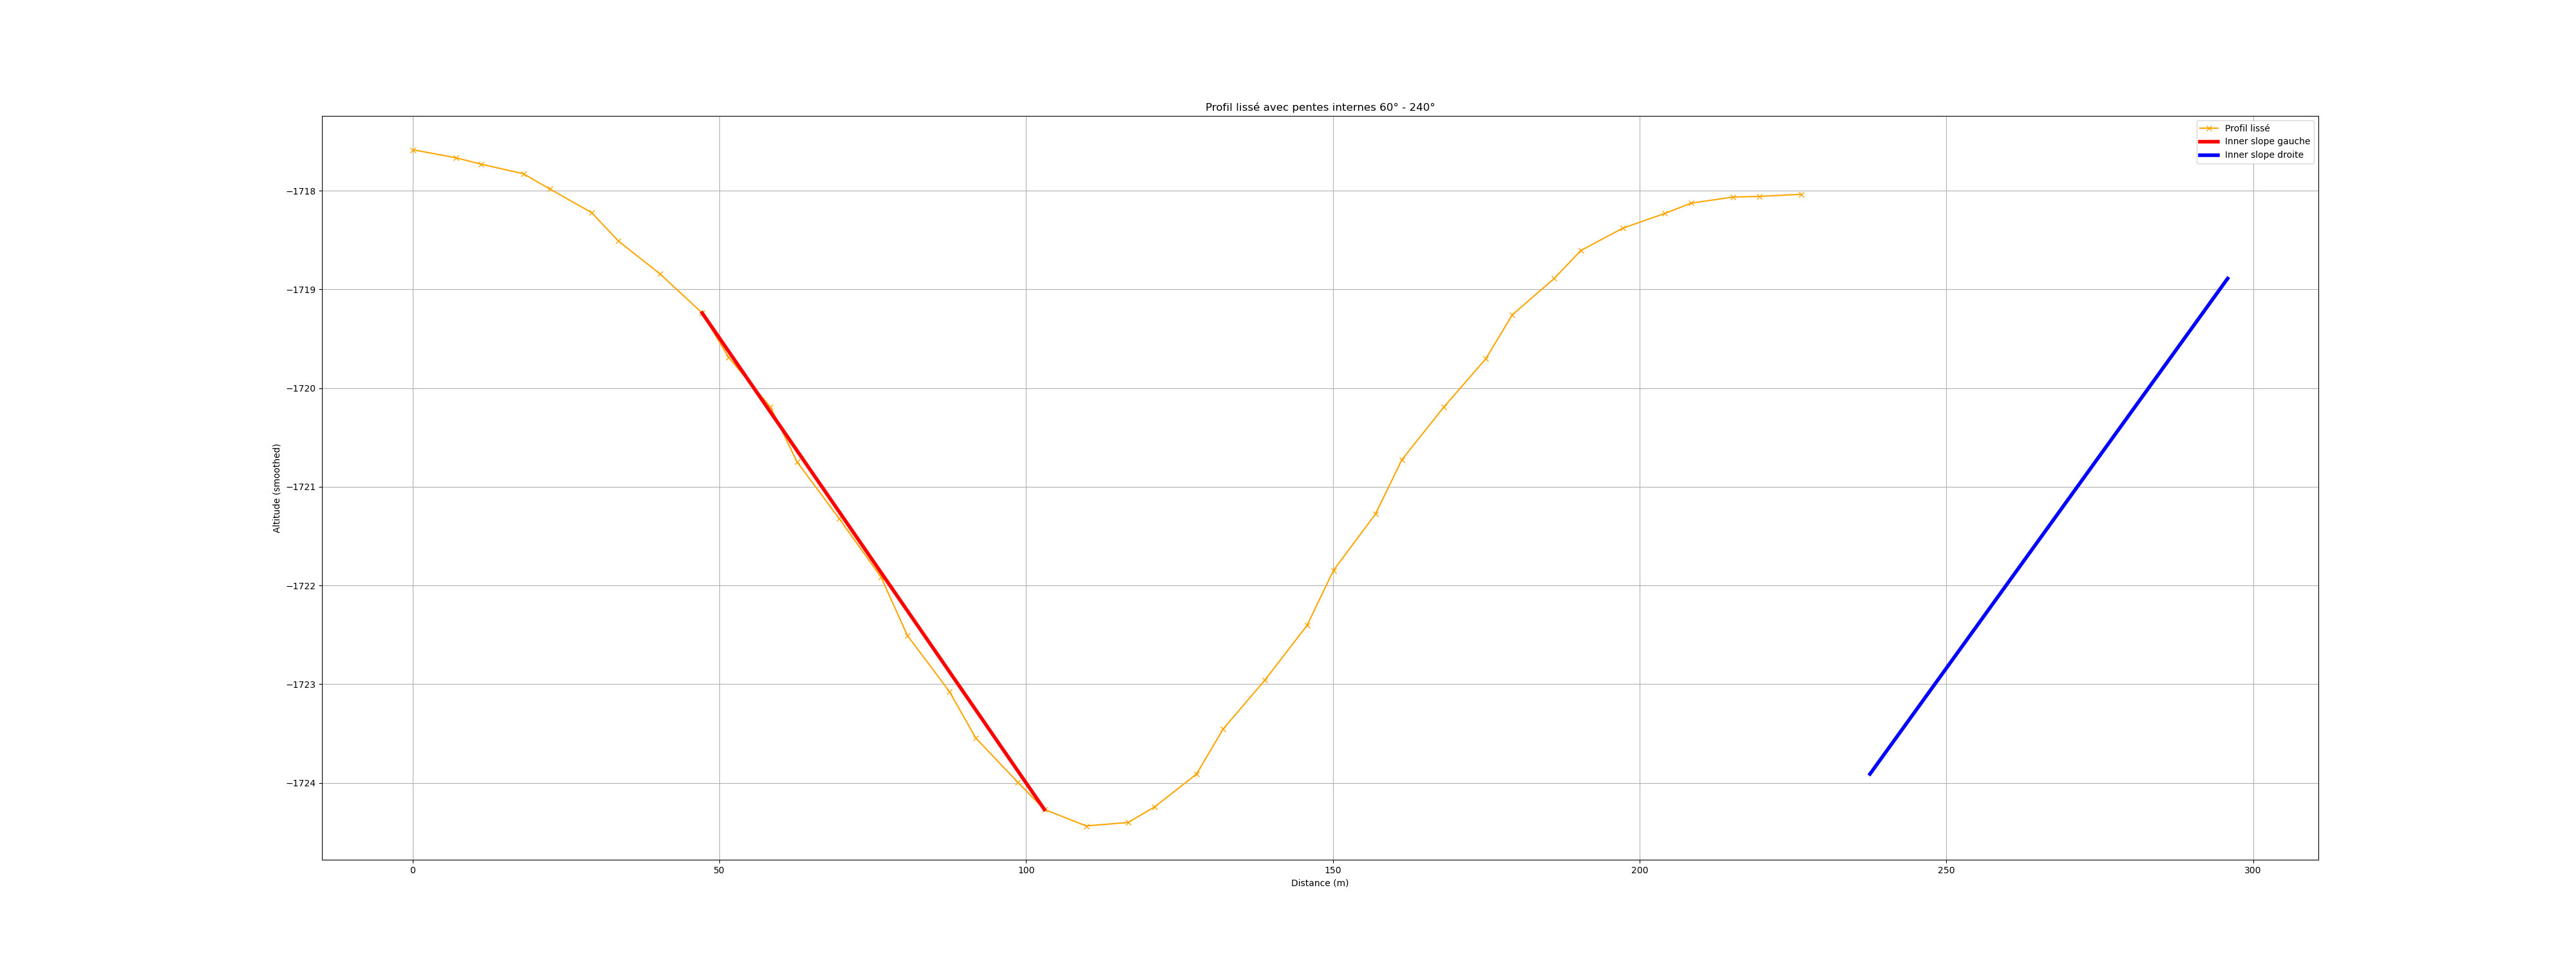 Profil lissé avec pentes internes 60° - 240°
Profil lissé
Inner slope gauche
Inner slope droite
−1718
−1719
−1720
−1721
−1722
−1723
−1724
Altitude (smoothed)
0 50 100 150 200 250 300
Distance (m)